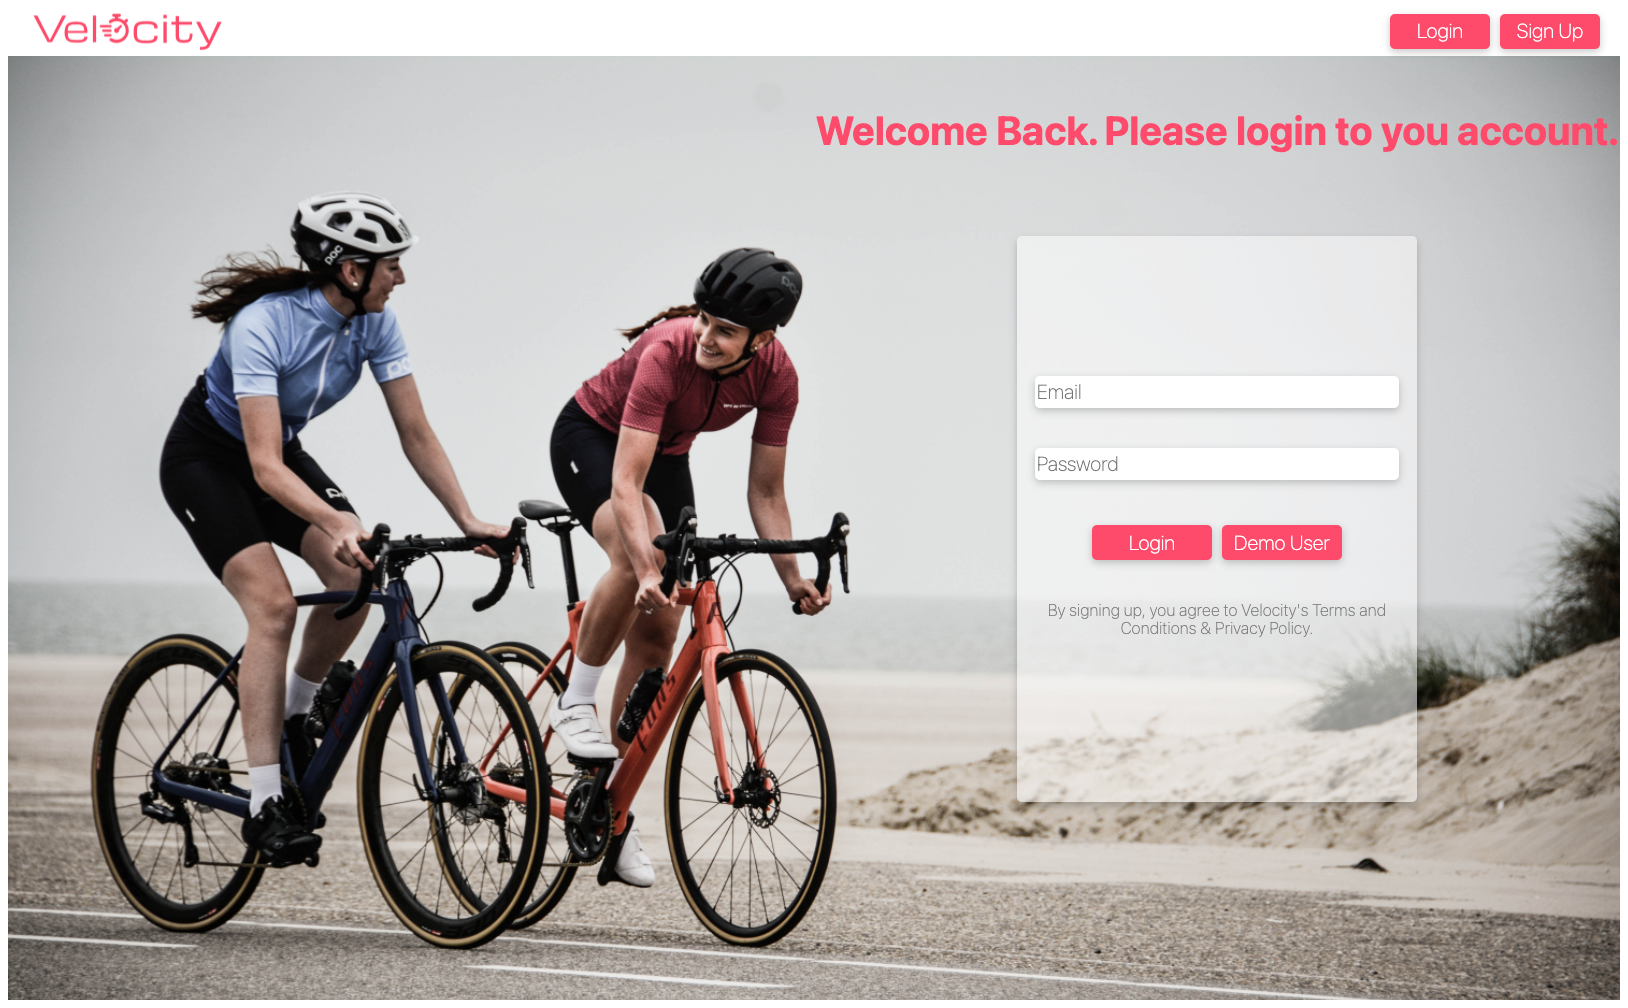 Velocity
Login
Sign Up
Welcome Back. Please login to you account.
POC
Email
Password
Login
Demo User
By signing up, you agree to Velocity's Terms and
Conditions & Privacy Policy.